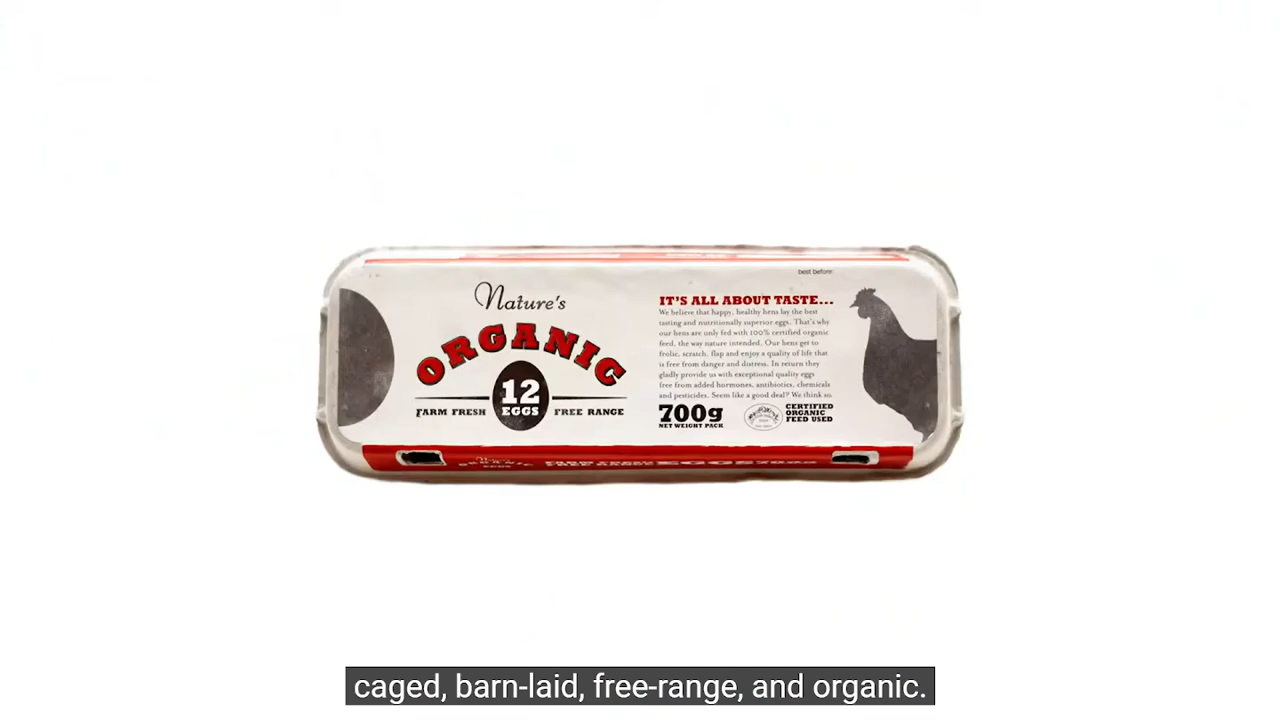 best before:
Nature's
ORGANIC
12
EGGS
FARM FRESH
FREE RANGE
IT'S ALL ABOUT TASTE...
We believe that happy, healthy hens lay the best
tasting and nutritionally superior eggs. That's why
our hens are only fed with 100% certified organic
feed, the way nature intended. Our hens get to
frolic, scratch, flap and enjoy a quality of life that
is free from danger and distress. In return they
gladly provide us with exceptional quality eggs
free from added hormones, antibiotics, chemicals
and pesticides. Seem like a good deal? We think so.
700g
NET WEIGHT PACK
CERTIFIED
ORGANIC
FEED USED
ORGANIC
EGGS
caged, barn-laid, free-range, and organic.